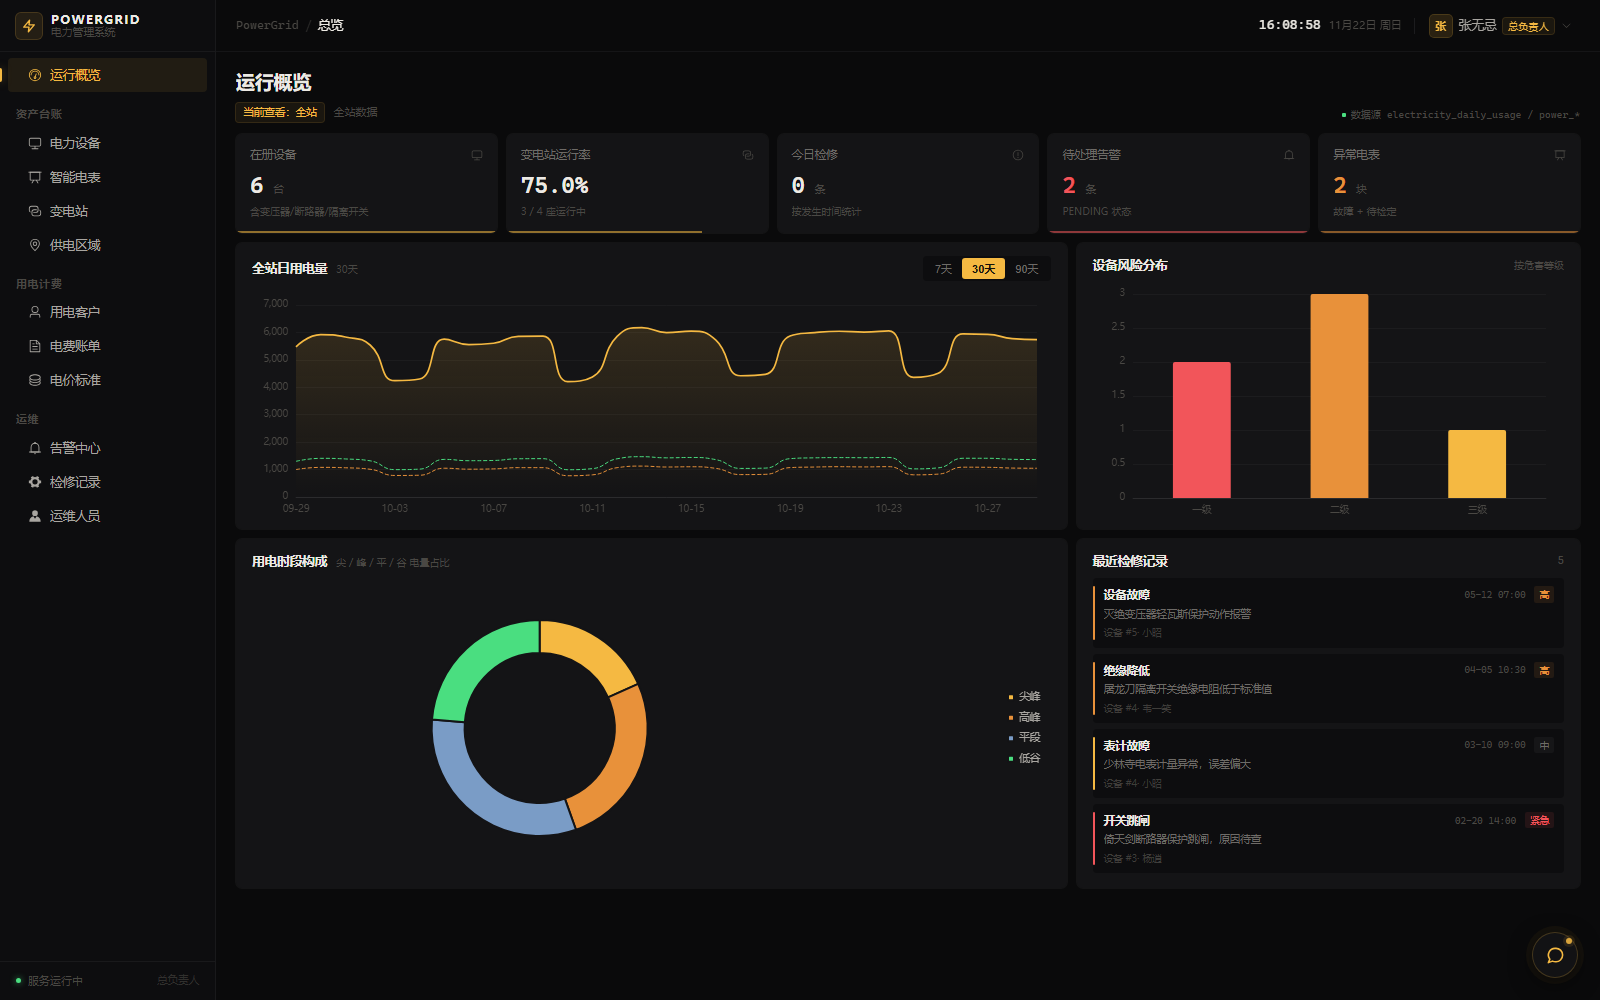 POWERGRID
电力管理系统
运行概览
资产台账
电力设备
智能电表
变电站
供电区域
用电计费
用电客户
电费账单
电价标准
运维
告警中心
检修记录
运维人员
服务运行中 总负责人
PowerGrid / 总览
16:08:58 11月22日 周日 张 张无忌 总负责人
运行概览
当前查看: 全站 全站数据
数据源 electricity_daily_usage / power_*
在册设备
6 台
含变压器/断路器/隔离开关
变电站运行率
75.0%
3 / 4 座运行中
今日检修
0 条
按发生时间统计
待处理告警
2 条
PENDING 状态
异常电表
2 块
故障 + 待检定
全站日用电量 30天
7天 30天 90天
7,000
6,000
5,000
4,000
3,000
2,000
1,000
0
09-29 10-03 10-07 10-11 10-15 10-19 10-23 10-27
设备风险分布 按危害等级
3
2.5
2
1.5
1
0.5
0
一级 二级 三级
用电时段构成 尖 / 峰 / 平 / 谷 电量占比
尖峰
高峰
平段
低谷
最近检修记录 5
设备故障 05-12 07:00 高
灭绝变压器轻瓦斯保护动作报警
设备 #5· 小昭
绝缘降低 04-05 10:30 高
屠龙刀隔离开关绝缘电阻低于标准值
设备 #4· 韦一笑
表计故障 03-10 09:00 中
少林寺电表计量异常，误差偏大
设备 #4· 小昭
开关跳闸 02-20 14:00 紧急
倚天剑断路器保护跳闸，原因待查
设备 #3· 杨逍